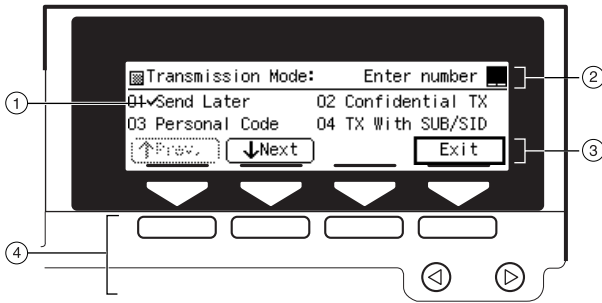 Transmission Mode: Enter number
01✓Send Later 02 Confidential TX
03 Personal Code 04 TX With SUB/SID
↑Prev. ↓Next Exit
1
2
3
4